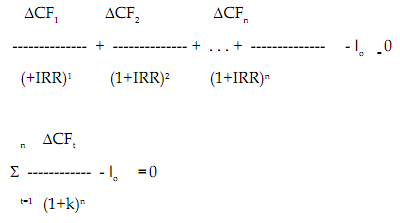 ΔCF₁ ΔCF₂ ΔCFₙ
--------------- + --------------- + . . . + --------------- - Iₒ _ 0
(+IRR)¹ (1+IRR)² (1+IRR)ⁿ
n ΔCFₜ
Σ ------------- - Iₒ = 0
t=1 (1+k)ⁿ